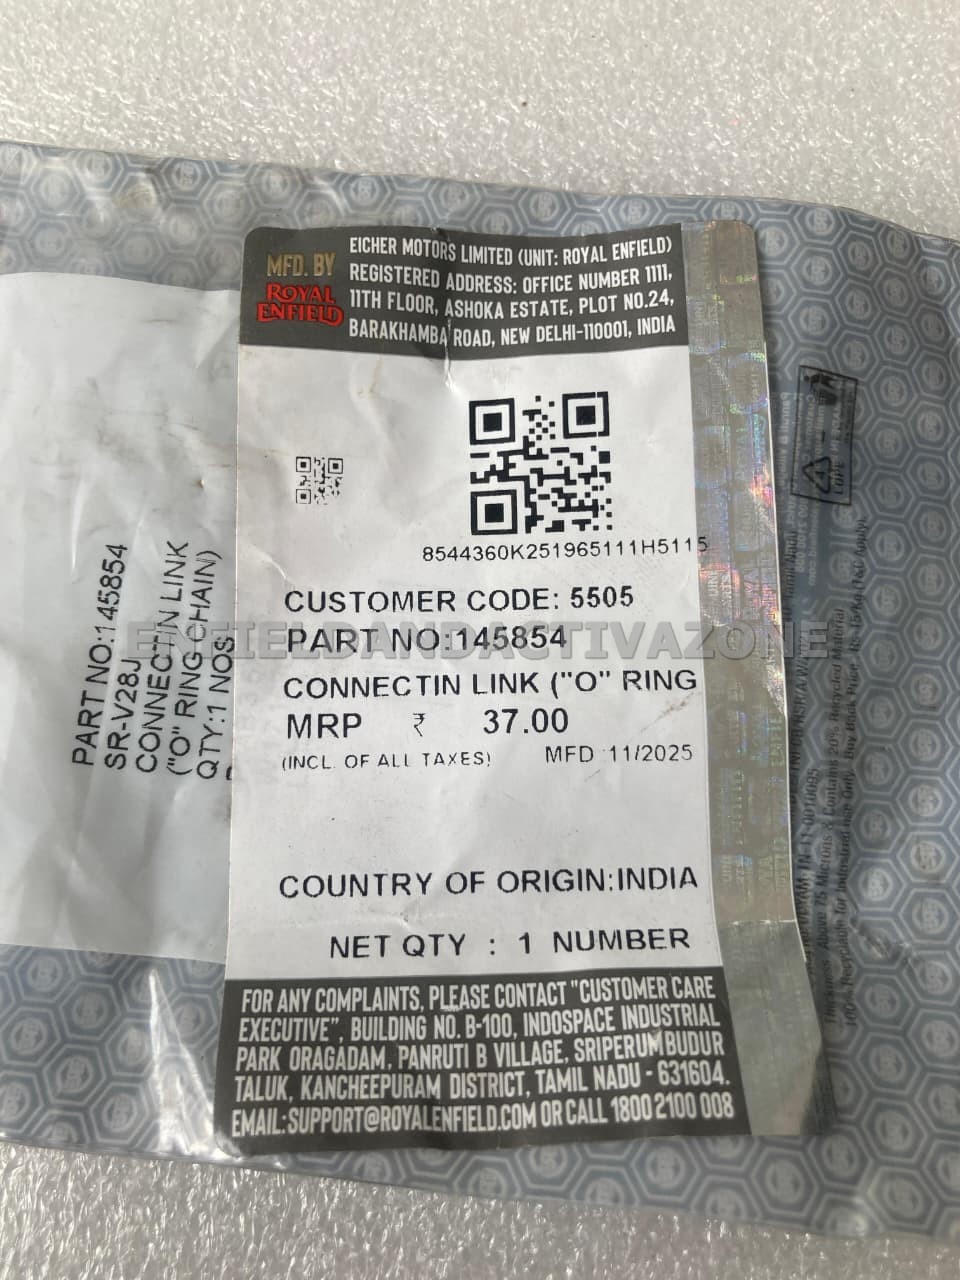 MFD. BY
ROYAL
ENFIELD
EICHER MOTORS LIMITED (UNIT: ROYAL ENFIELD)
REGISTERED ADDRESS: OFFICE NUMBER 1111,
11TH FLOOR, ASHOKA ESTATE, PLOT NO.24,
BARAKHAMBA ROAD, NEW DELHI-110001, INDIA
8544360K251965111H5115
CUSTOMER CODE: 5505
ENFIELDANDACTIVAZONE
PART NO:145854
CONNECTIN LINK ("O" RING
MRP ₹ 37.00
(INCL. OF ALL TAXES) MFD 11/2025
COUNTRY OF ORIGIN:INDIA
NET QTY : 1 NUMBER
FOR ANY COMPLAINTS, PLEASE CONTACT "CUSTOMER CARE
EXECUTIVE", BUILDING NO. B-100, INDOSPACE INDUSTRIAL
PARK ORAGADAM, PANRUTI B VILLAGE, SRIPERUMBUDUR
TALUK, KANCHEEPURAM DISTRICT, TAMIL NADU - 631604.
EMAIL:SUPPORT@ROYALENFIELD.COM OR CALL 1800 2100 008
PART NO:145854
SR-V28J
CONNECTIN LINK
("O" RING CHAIN)
QTY:1 NOS
LDPE